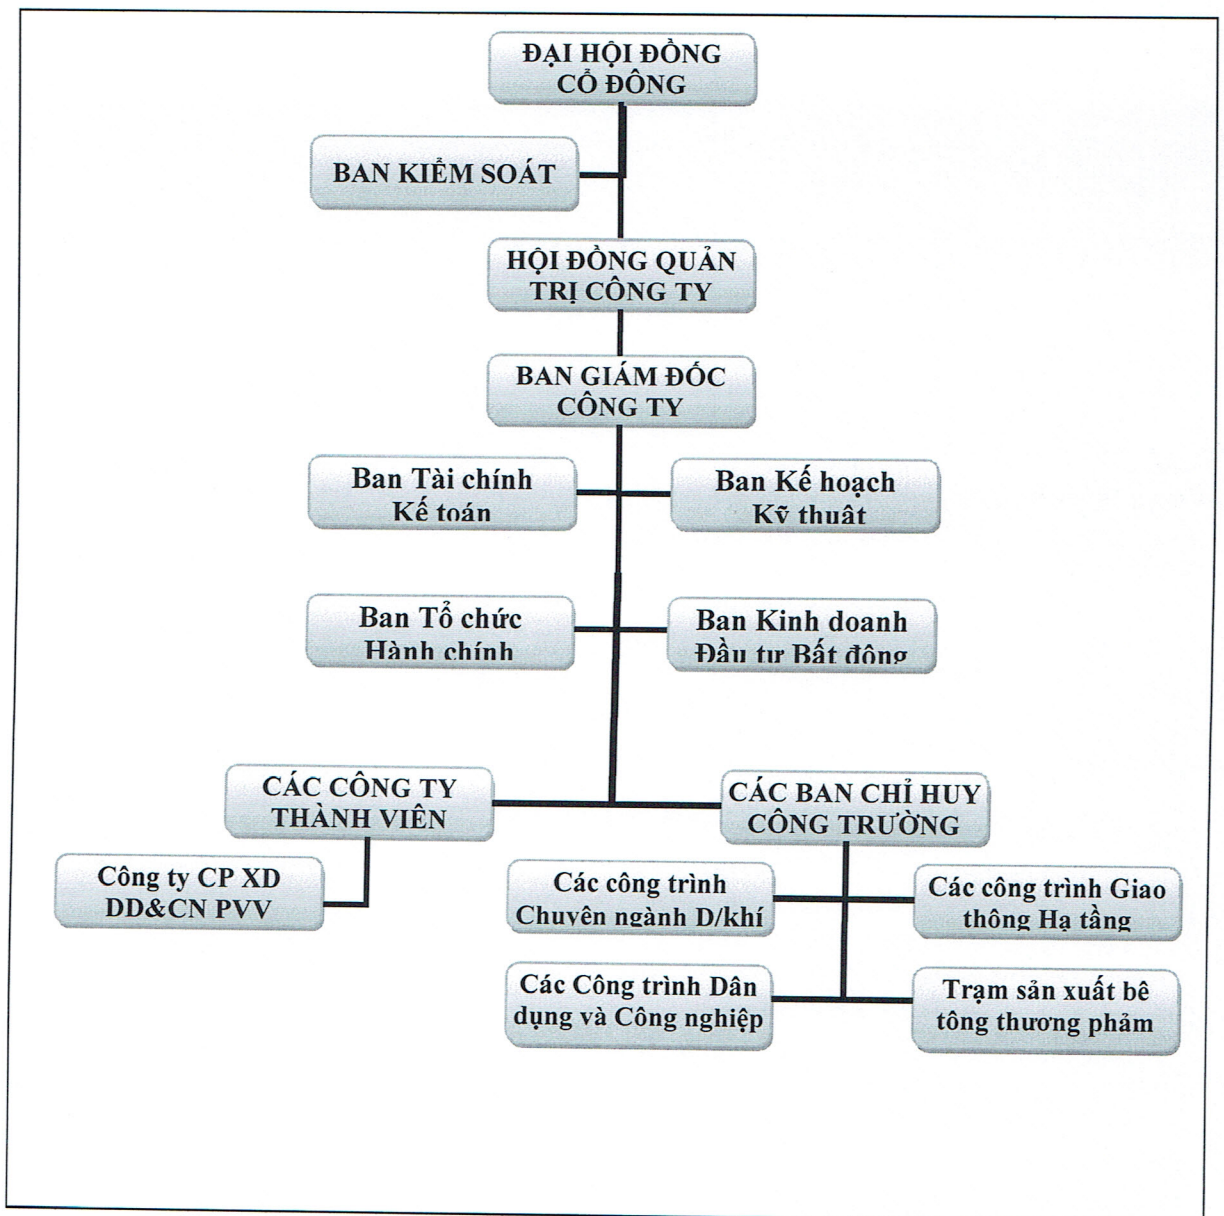 ĐẠI HỘI ĐỒNG
CỔ ĐÔNG
BAN KIỂM SOÁT
HỘI ĐỒNG QUẢN
TRỊ CÔNG TY
BAN GIÁM ĐỐC
CÔNG TY
Ban Tài chính
Kế toán
Ban Kế hoạch
Kỹ thuật
Ban Tổ chức
Hành chính
Ban Kinh doanh
Đầu tư Bất động
CÁC CÔNG TY
THÀNH VIÊN
CÁC BAN CHỈ HUY
CÔNG TRƯỜNG
Công ty CP XD
DD&CN PVV
Các công trình
Chuyên ngành D/khí
Các công trình Giao
thông Hạ tầng
Các Công trình Dân
dụng và Công nghiệp
Trạm sản xuất bê
tông thương phẩm